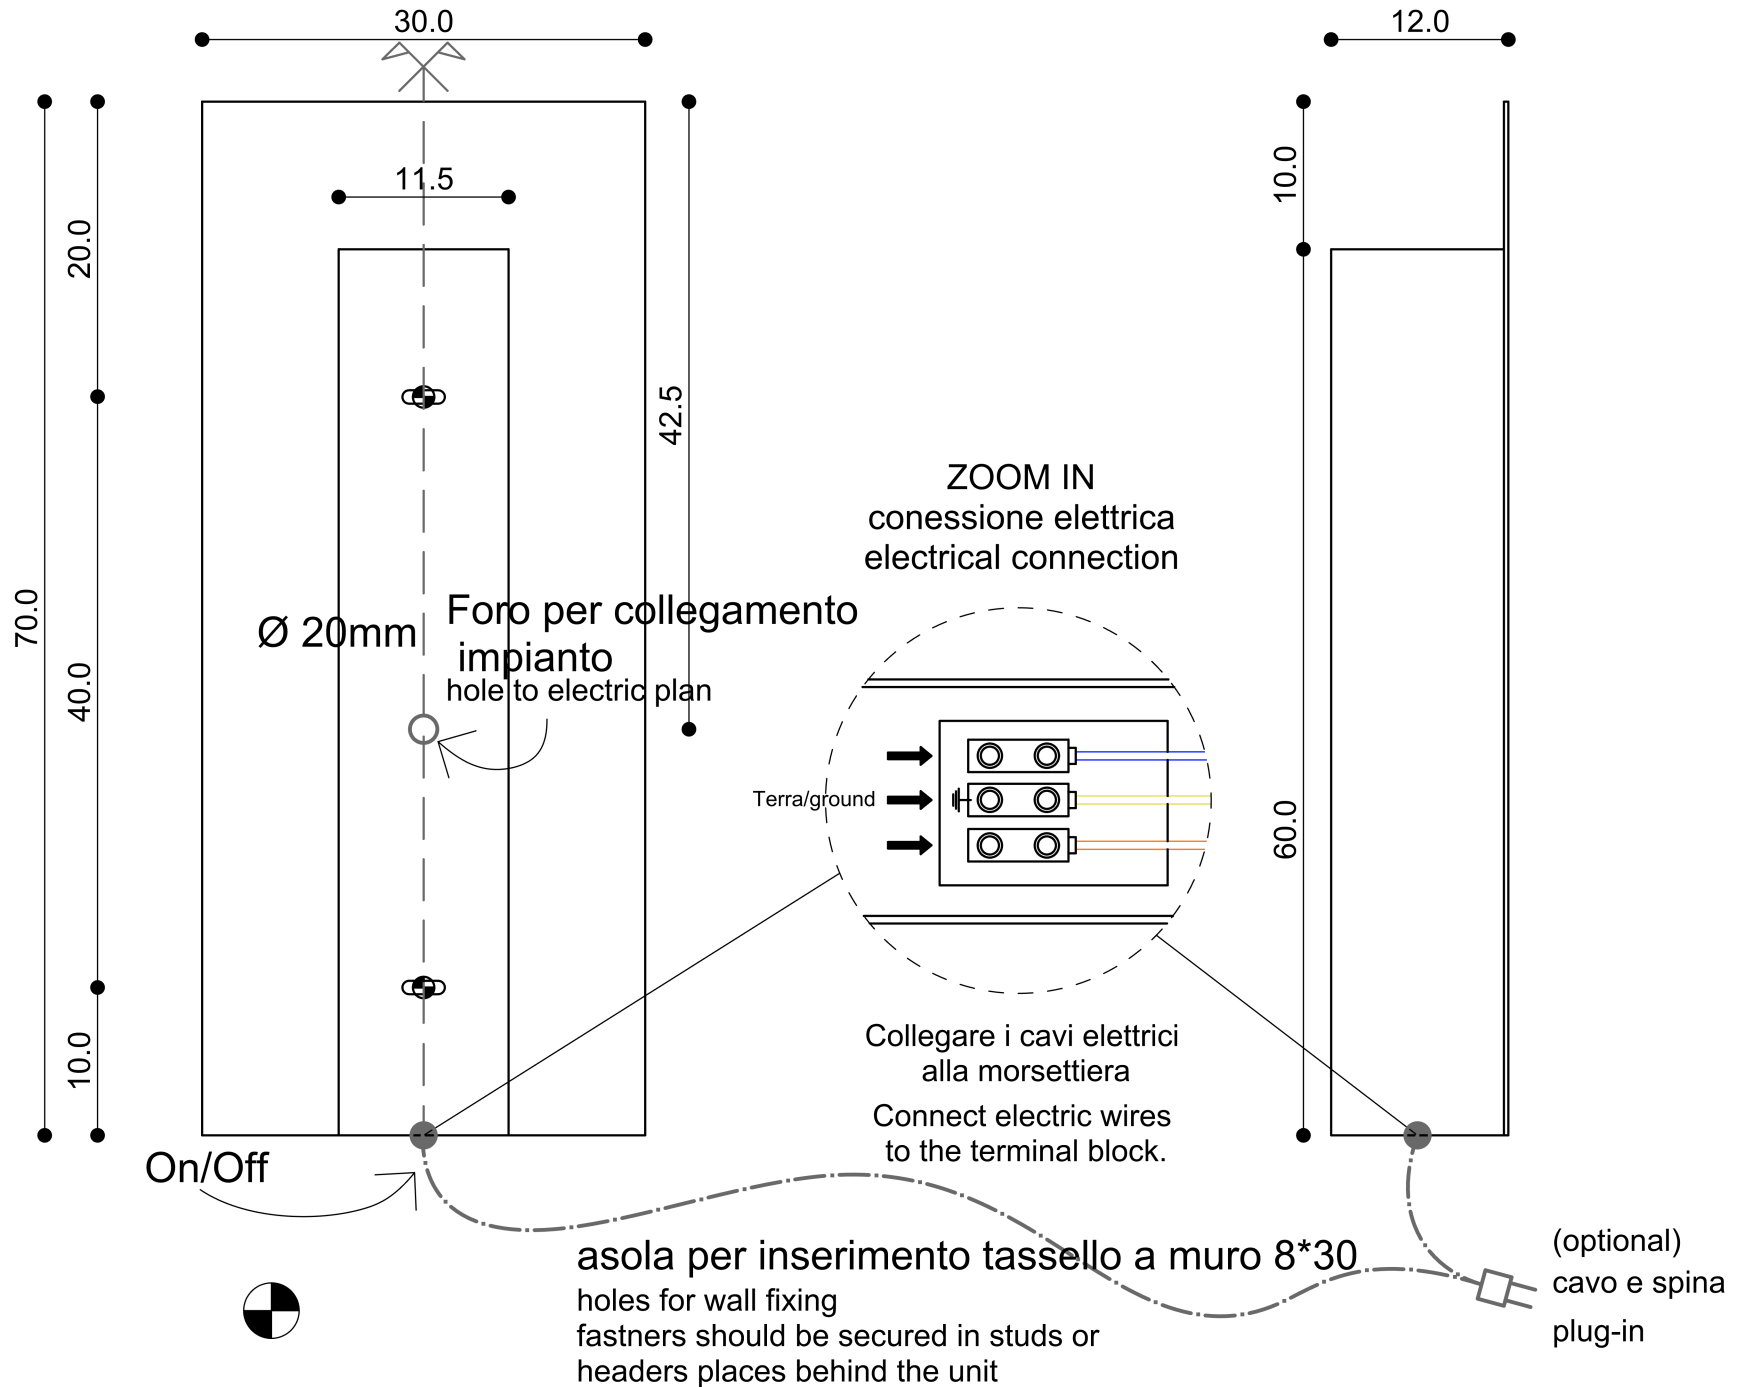 30.0
12.0
11.5
20.0
10.0
42.5
ZOOM IN
conessione elettrica
electrical connection
70.0
Ø 20mm
Foro per collegamento
impianto
hole to electric plan
40.0
Terra/ground
60.0
10.0
Collegare i cavi elettrici
alla morsettiera
Connect electric wires
to the terminal block.
On/Off
asola per inserimento tassello a muro 8*30
holes for wall fixing
fastners should be secured in studs or
headers places behind the unit
(optional)
cavo e spina
plug-in